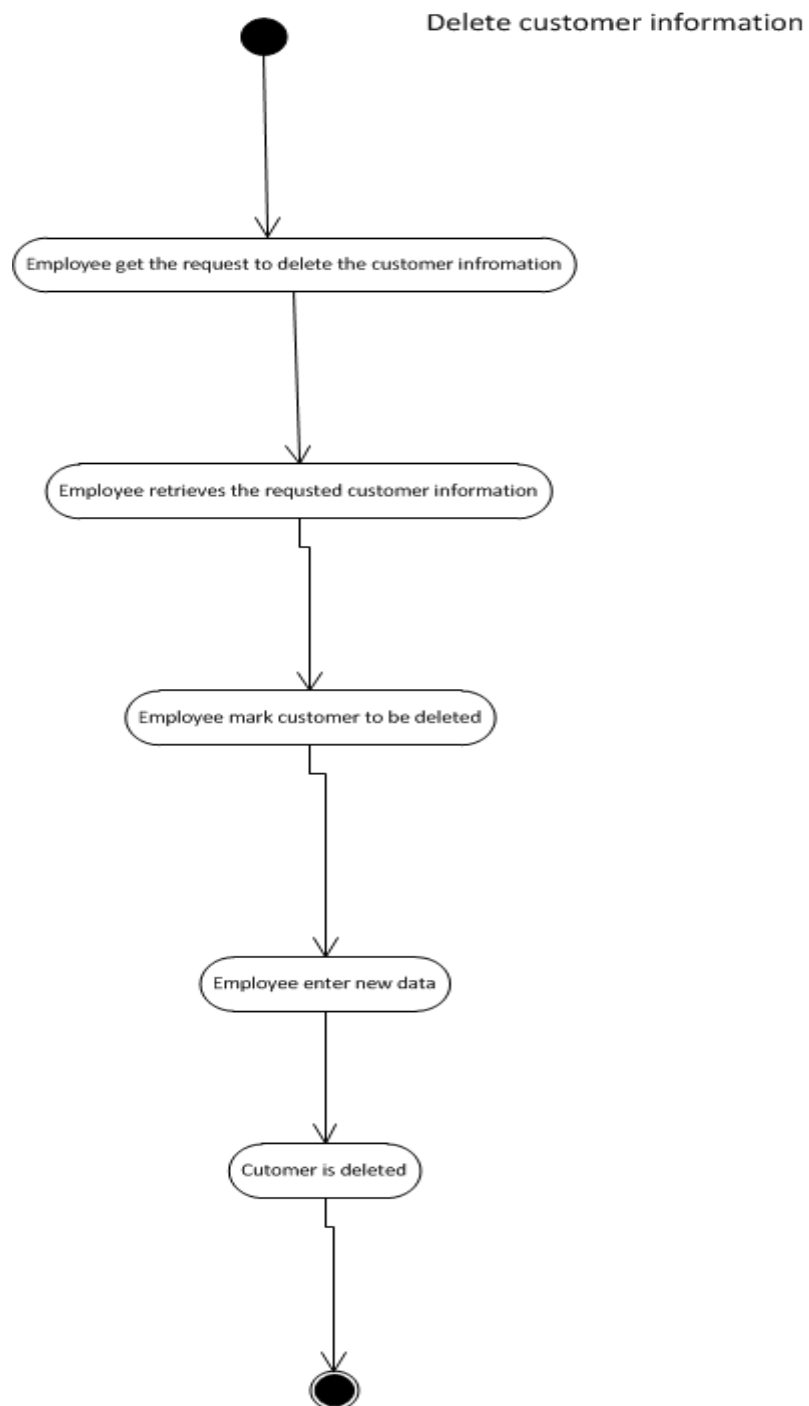 Delete customer information
Employee get the request to delete the customer infromation
Employee retrieves the requsted customer information
Employee mark customer to be deleted
Employee enter new data
Cutomer is deleted